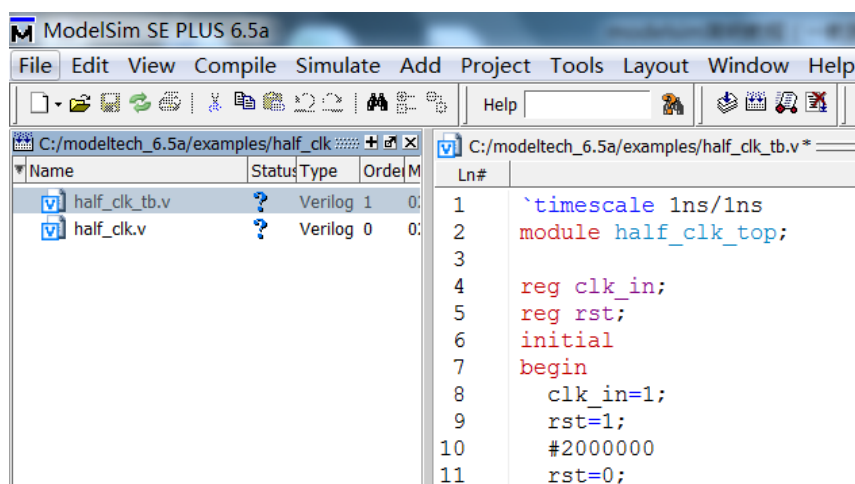 ModelSim SE PLUS 6.5a
File Edit View Compile Simulate Add Project Tools Layout Window Help
Help
C:/modeltech_6.5a/examples/half_clk
Name Status Type Order M
half_clk_tb.v Verilog 1
half_clk.v Verilog 0
C:/modeltech_6.5a/examples/half_clk_tb.v *
Ln#
1 `timescale 1ns/1ns
2 module half_clk_top;
3
4 reg clk_in;
5 reg rst;
6 initial
7 begin
8 clk_in=1;
9 rst=1;
10 #2000000
11 rst=0;